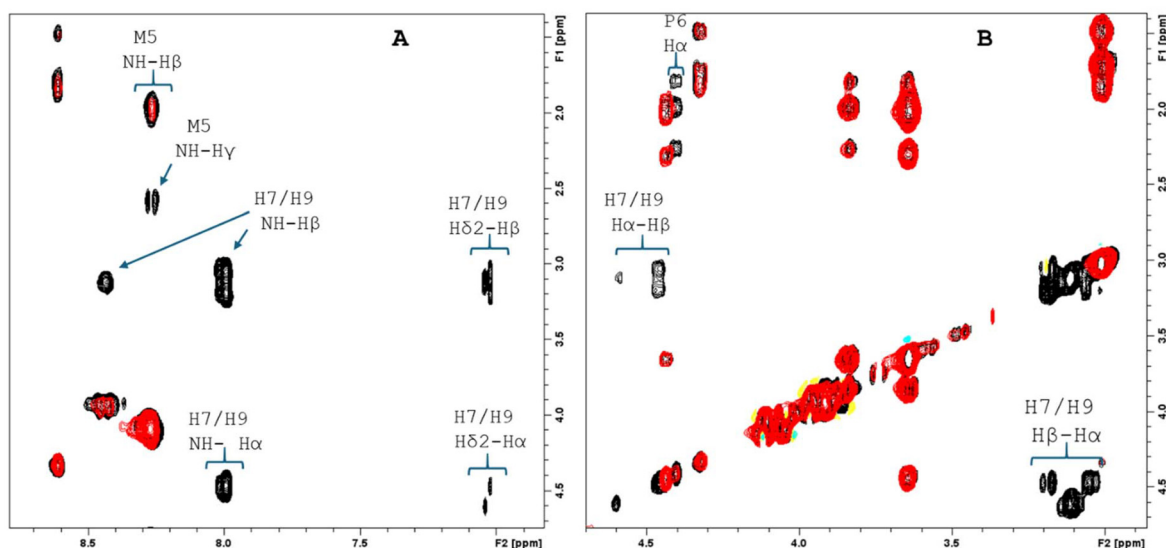 A
M5
NH-Hβ
M5
NH-Hγ
H7/H9
NH-Hβ
H7/H9
Hδ2-Hβ
H7/H9
NH- Hα
H7/H9
Hδ2-Hα
F1 [ppm]
2.0
2.5
3.0
3.5
4.0
4.5
8.5
8.0
7.5
F2 [ppm]
B
P6
Hα
H7/H9
Hα-Hβ
H7/H9
Hβ-Hα
F1 [ppm]
2.0
2.5
3.0
3.5
4.0
4.5
4.5
4.0
3.5
F2 [ppm]